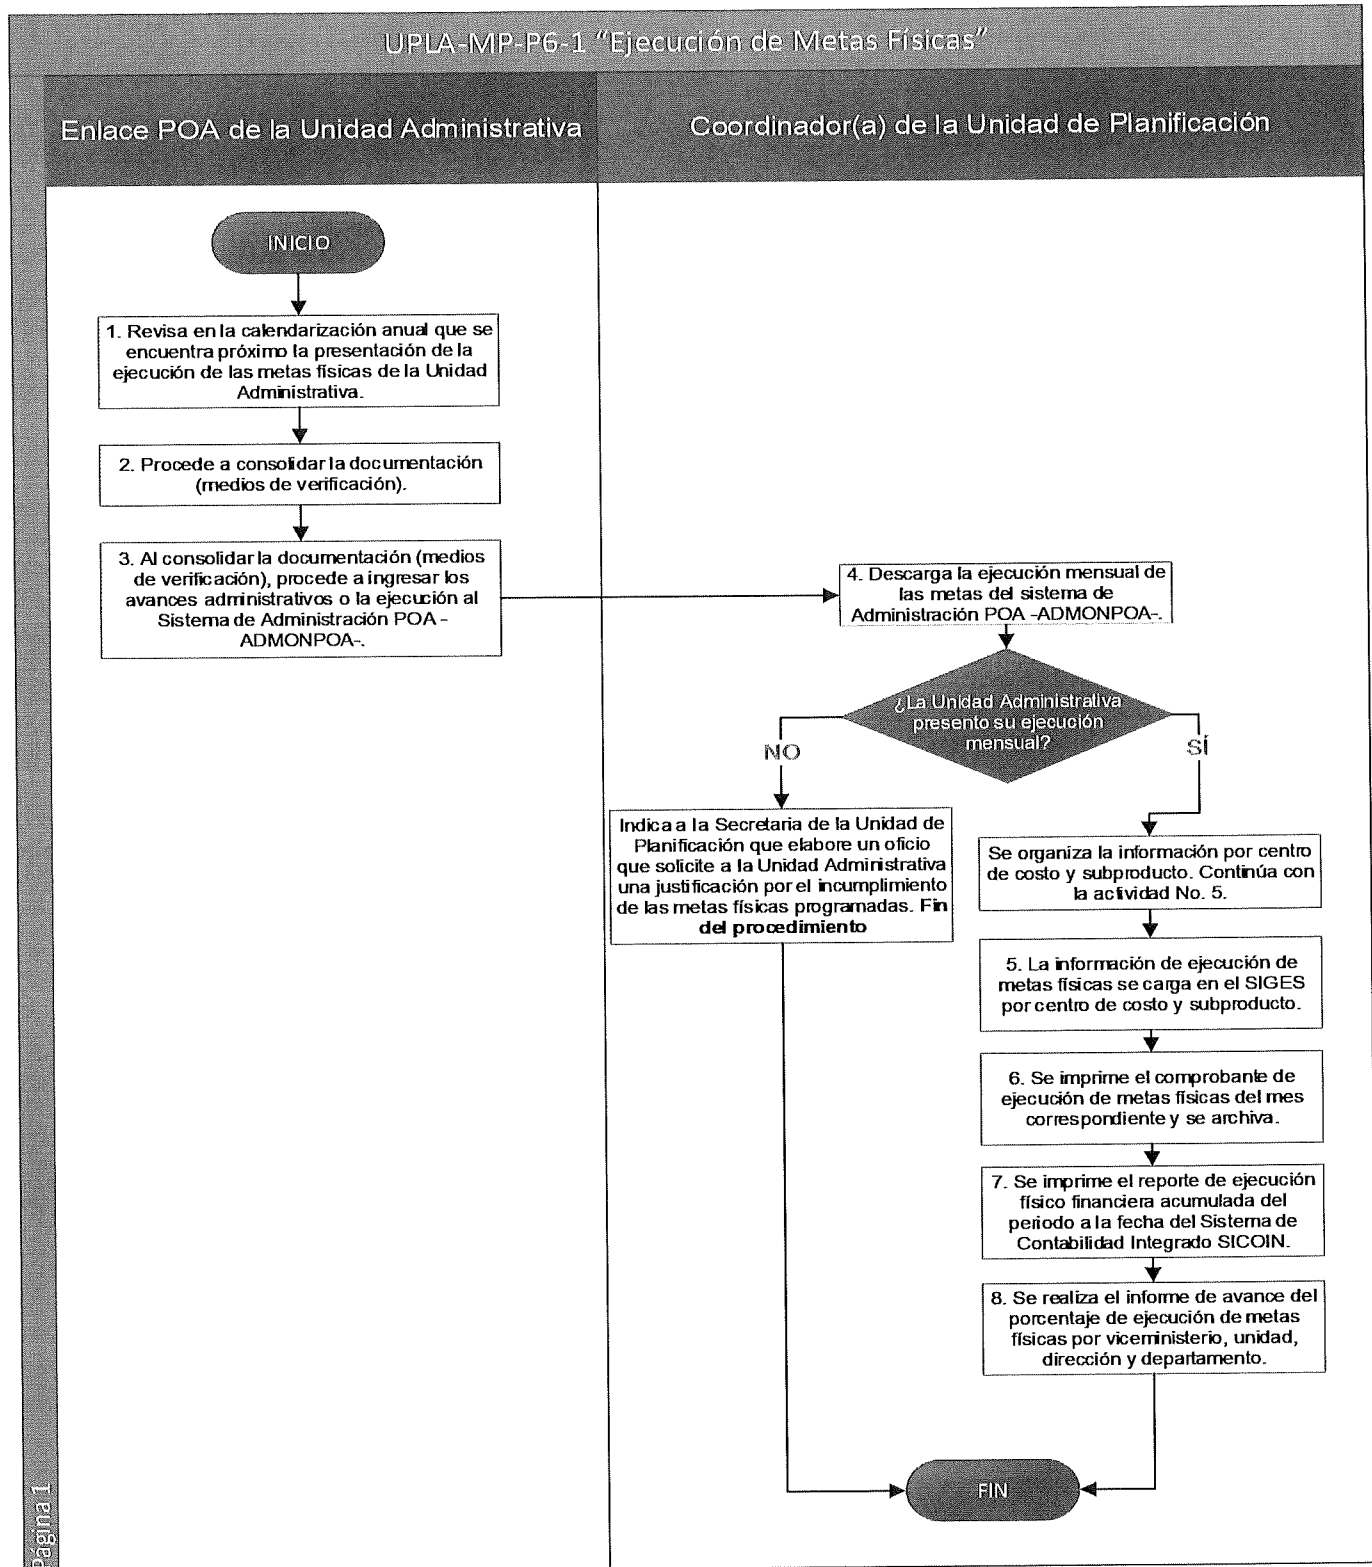 UPLA-MP-P6-1 “Ejecución de Metas Físicas”
Enlace POA de la Unidad Administrativa
Coordinador(a) de la Unidad de Planificación
INICIO
1. Revisa en la calendarización anual que se
encuentra próximo la presentación de la
ejecución de las metas físicas de la Unidad
Administrativa.
2. Procede a consolidar la documentación
(medios de verificación).
3. Al consolidar la documentación (medios
de verificación), procede a ingresar los
avances administrativos o la ejecución al
Sistema de Administración POA -
ADMONPOA-.
4. Descarga la ejecución mensual de
las metas del sistema de
Administración POA -ADMONPOA-.
¿La Unidad Administrativa
presento su ejecución
mensual?
NO
SÍ
Indica a la Secretaria de la Unidad de
Planificación que elabore un oficio
que solicite a la Unidad Administrativa
una justificación por el incumplimiento
de las metas físicas programadas. Fin
del procedimiento
Se organiza la información por centro
de costo y subproducto. Continúa con
la actividad No. 5.
5. La información de ejecución de
metas físicas se carga en el SIGES
por centro de costo y subproducto.
6. Se imprime el comprobante de
ejecución de metas físicas del mes
correspondiente y se archiva.
7. Se imprime el reporte de ejecución
físico financiera acumulada del
periodo a la fecha del Sistema de
Contabilidad Integrado SICOIN.
8. Se realiza el informe de avance del
porcentaje de ejecución de metas
físicas por viceministerio, unidad,
dirección y departamento.
FIN
Página 1